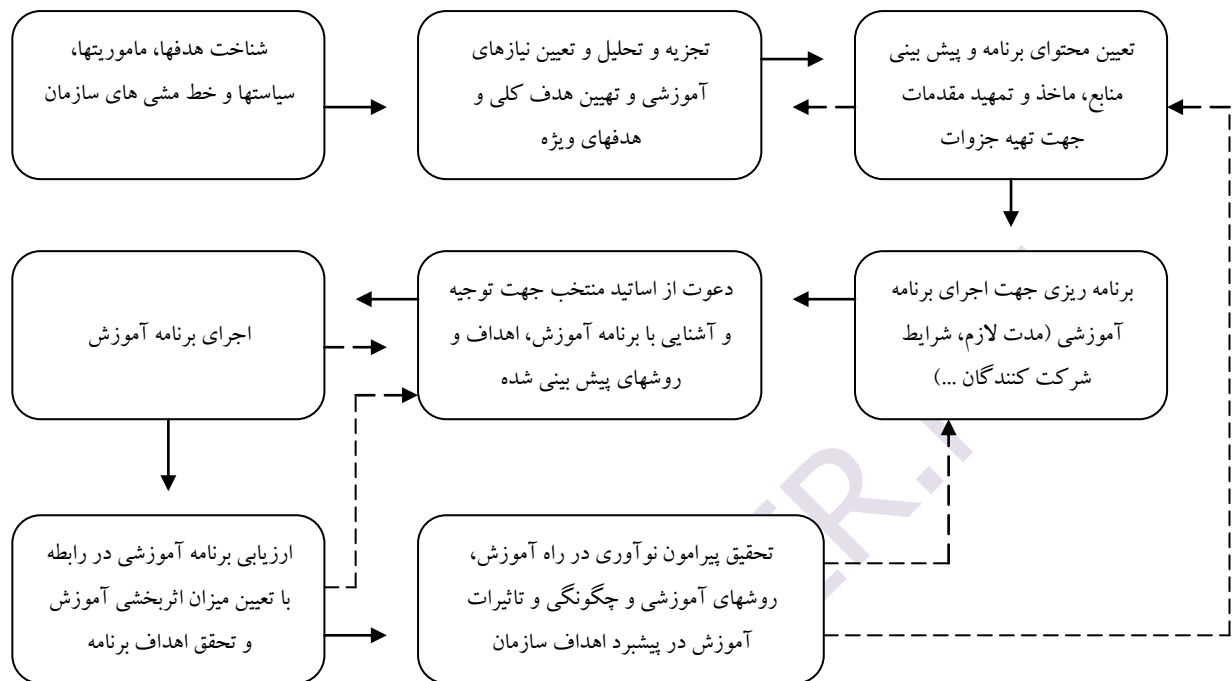 شناخت هدفها، ماموریتها،
سیاستها و خط مشی های سازمان
تجزیه و تحلیل و تعیین نیازهای
آموزشی و تهیین هدف کلی و
هدفهای ویژه
تعیین محتوای برنامه و پیش بینی
منابع، ماخذ و تمهید مقدمات
جهت تهیه جزوات
برنامه ریزی جهت اجرای برنامه
آموزشی (مدت لازم، شرایط
شرکت کنندگان ...)
دعوت از اساتید منتخب جهت توجیه
و آشنایی با برنامه آموزش، اهداف و
روشهای پیش بینی شده
اجرای برنامه آموزش
ارزیابی برنامه آموزشی در رابطه
با تعیین میزان اثربخشی آموزش
و تحقق اهداف برنامه
تحقیق پیرامون نوآوری در راه آموزش،
روشهای آموزشی و چگونگی و تاثیرات
آموزش در پیشبرد اهداف سازمان